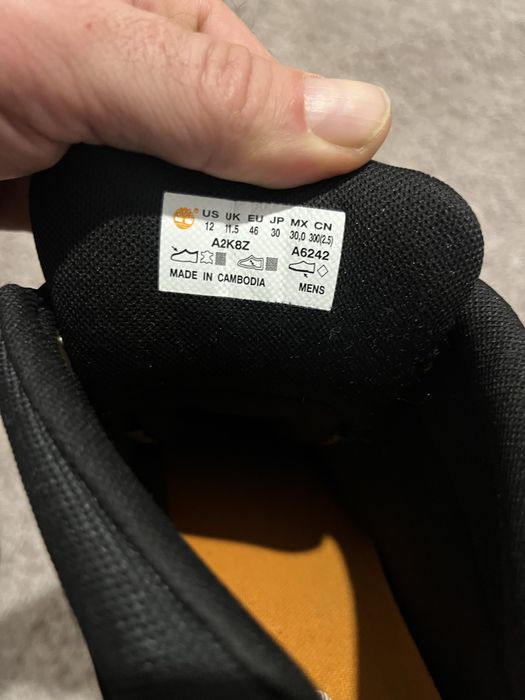 US UK EU JP MX CN
12 11.5 46 30 30,0 300(2.5)
A2K8Z A6242
MADE IN CAMBODIA MENS